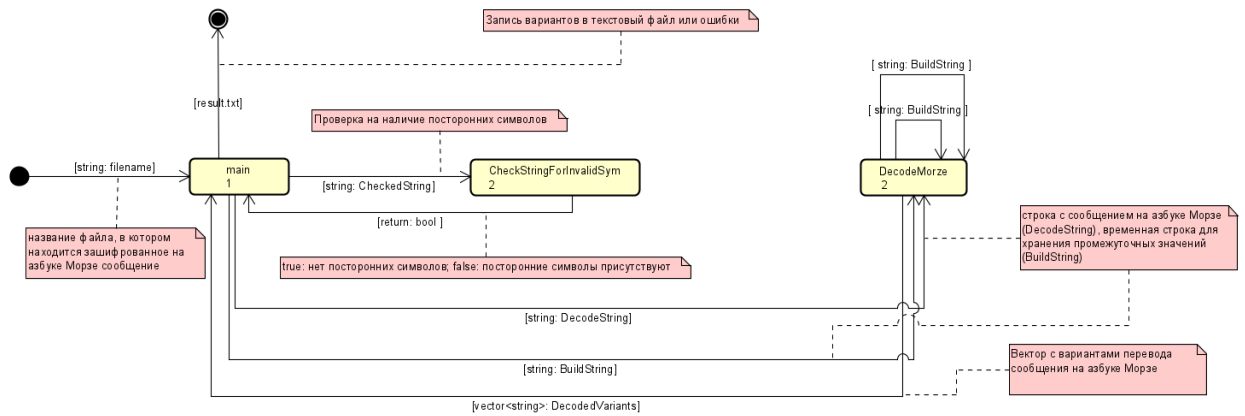 Запись вариантов в текстовый файл или ошибки
[ string: BuildString ]
[ string: BuildString ]
[result.txt]
Проверка на наличие посторонних символов
[string: filename]
main
1
[string: CheckedString]
CheckStringForInvalidSym
2
DecodeMorze
2
[return: bool ]
название файла, в котором
находится зашифрованное на
азбуке Морзе сообщение
true: нет посторонних символов; false: посторонние символы присутствуют
строка с сообщением на азбуке Морзе
(DecodeString), временная строка для
хранения промежуточных значений
(BuildString)
[string: DecodeString]
[string: BuildString]
Вектор с вариантами перевода
сообщения на азбуке Морзе
[vector<string>: DecodedVariants]